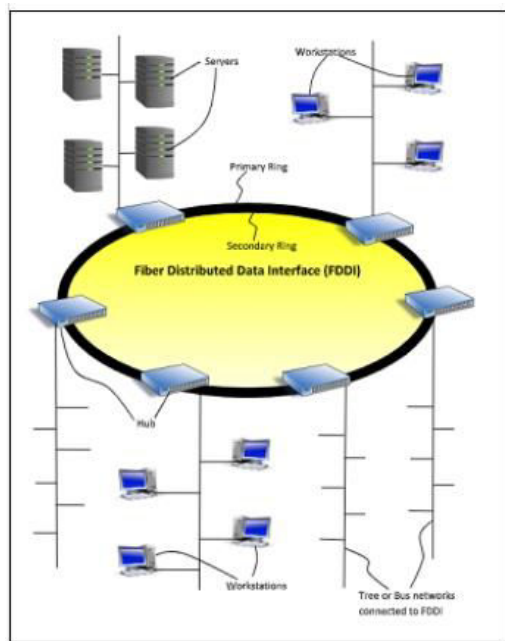 Servers
Workstations
Primary Ring
Secondary Ring
Fiber Distributed Data Interface (FDDI)
Hub
Workstations
Tree or Bus networks
connected to FDDI